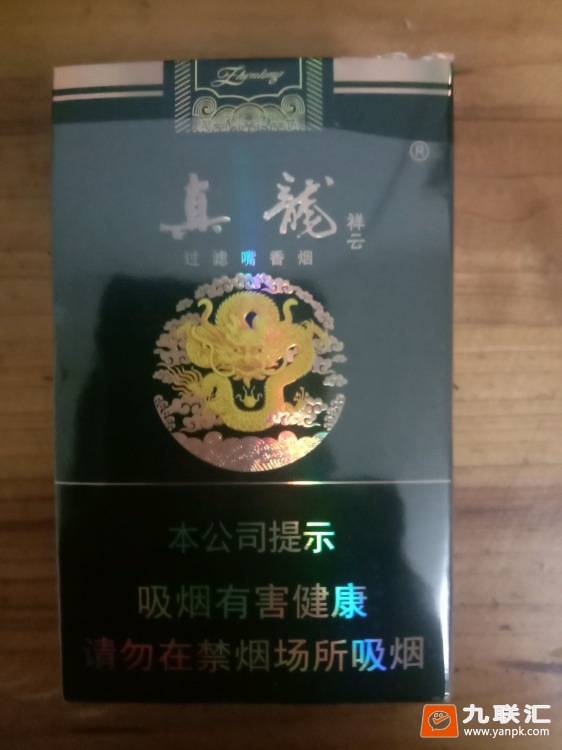 Zhenlong
®
真龍 祥云
过滤嘴香烟
本公司提示
吸烟有害健康
请勿在禁烟场所吸烟
九联汇
www.yanpk.com